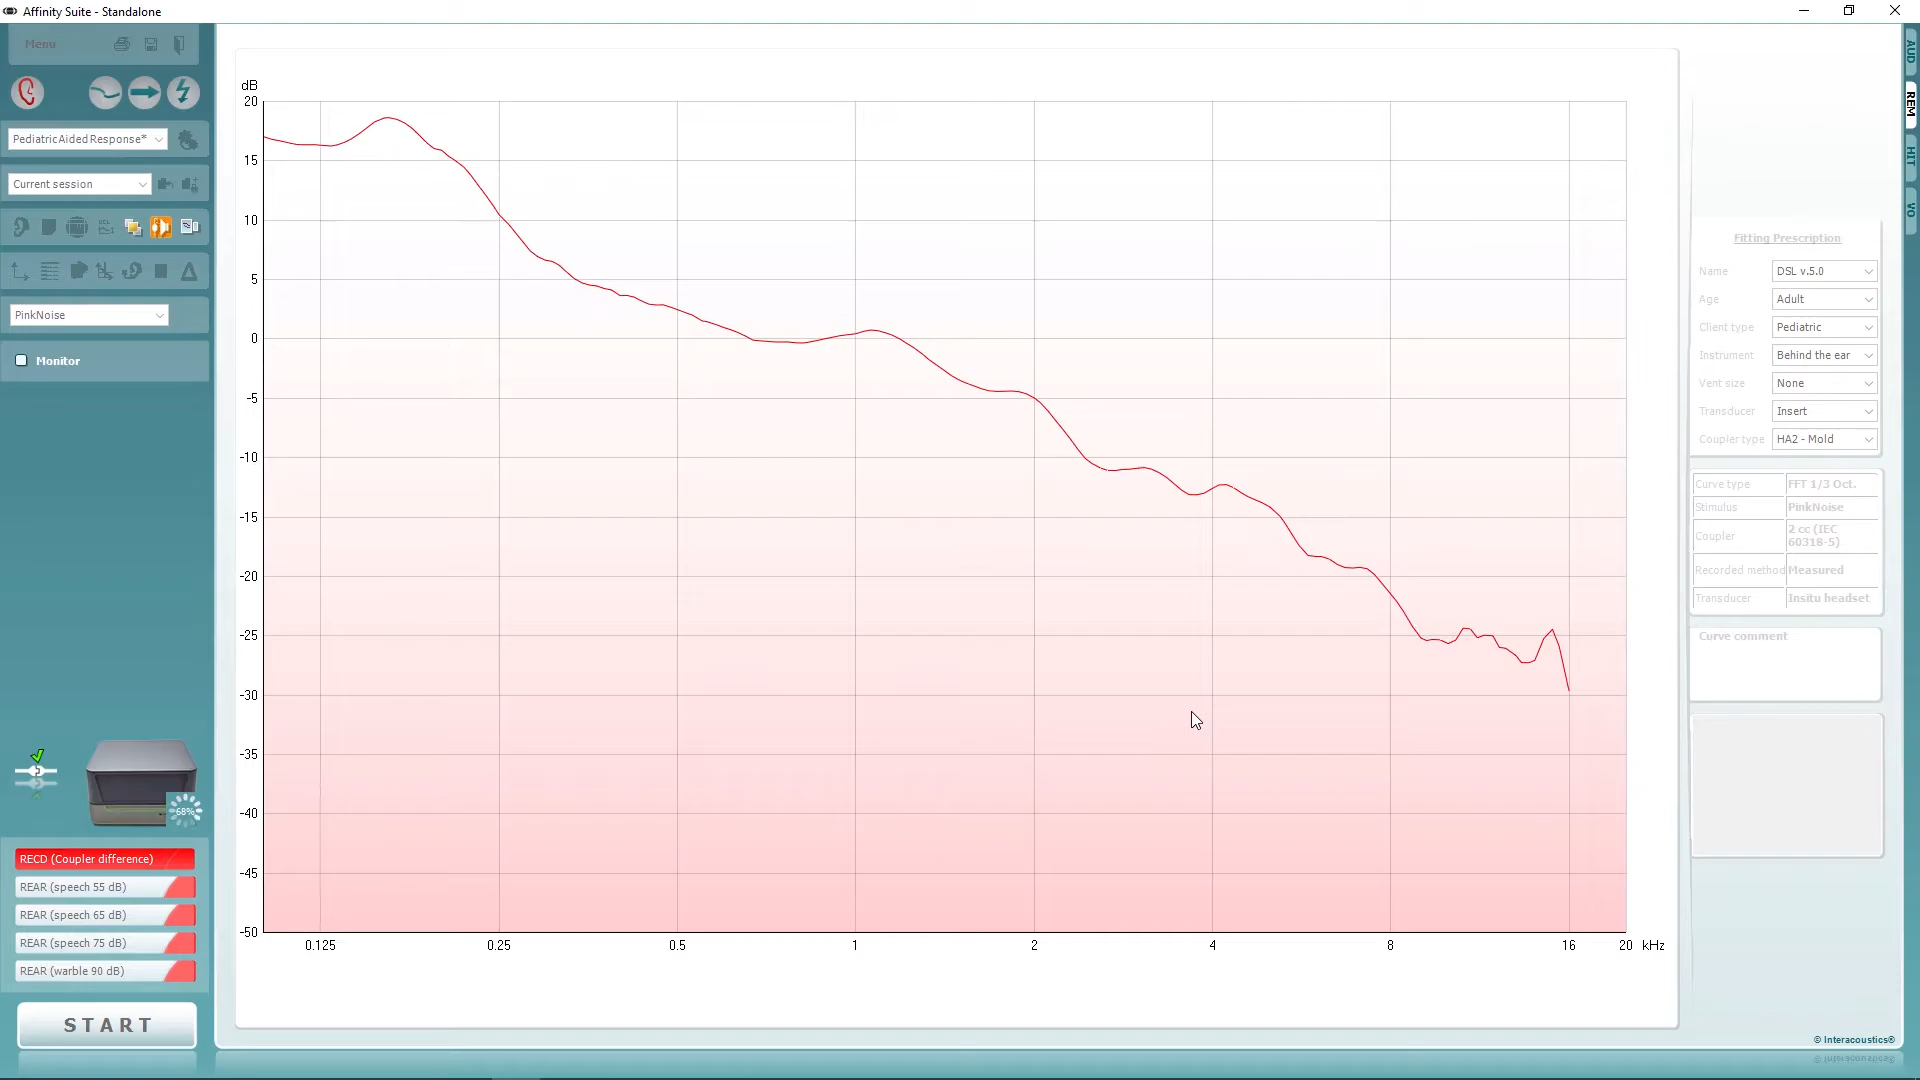 Affinity Suite - Standalone
Menu
PediatricAidedResponse*
Current session
PinkNoise
Monitor
68%
RECD (Coupler difference)
REAR (speech 55 dB)
REAR (speech 65 dB)
REAR (speech 75 dB)
REAR (warble 90 dB)
START
dB
20
15
10
5
0
-5
-10
-15
-20
-25
-30
-35
-40
-45
-50
0.125 0.25 0.5 1 2 4 8 16 20 kHz
Fitting Prescription
Name DSL v.5.0
Age Adult
Client type Pediatric
Instrument Behind the ear
Vent size None
Transducer Insert
Coupler type HA2 - Mold
Curve type FFT 1/3 Oct.
Stimulus PinkNoise
Coupler 2 cc (IEC
60318-5)
Recorded method Measured
Transducer Insitu headset
Curve comment
AUD
REM
HIT
VO
© Interacoustics®